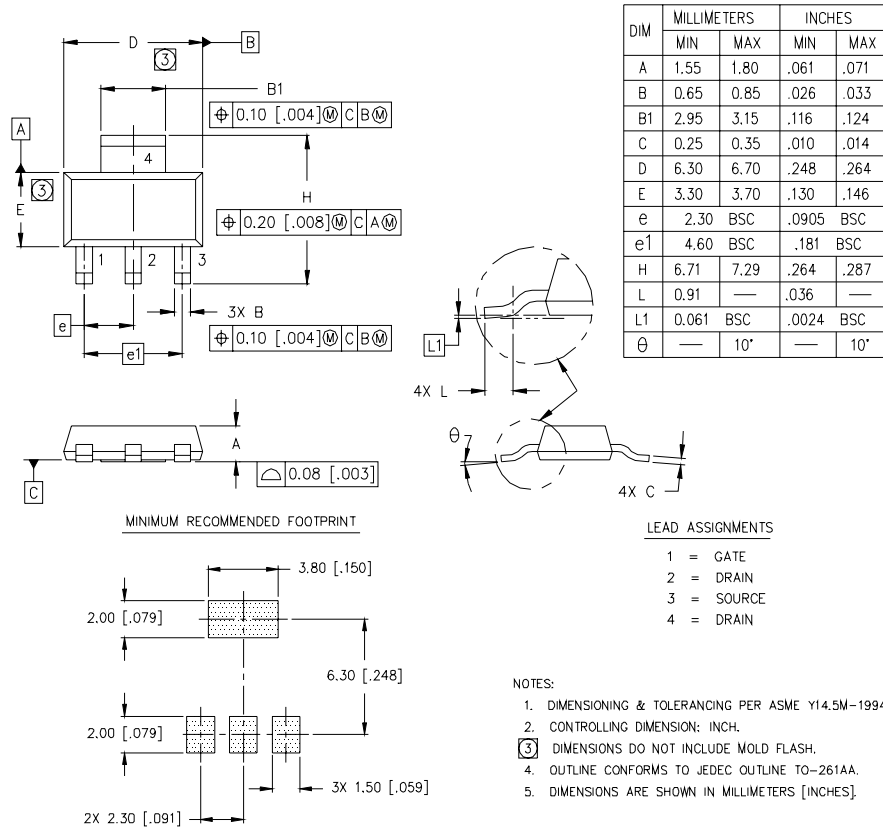 D
B
3
B1
⌖ 0.10 [.004]Ⓜ C BⓂ
A
4
H
3
E
⌖ 0.20 [.008]Ⓜ C AⓂ
1 2 3
e
3X B
e1
⌖ 0.10 [.004]Ⓜ C BⓂ
DIM MILLIMETERS INCHES
MIN MAX MIN MAX
A 1.55 1.80 .061 .071
B 0.65 0.85 .026 .033
B1 2.95 3.15 .116 .124
C 0.25 0.35 .010 .014
D 6.30 6.70 .248 .264
E 3.30 3.70 .130 .146
e 2.30 BSC .0905 BSC
e1 4.60 BSC .181 BSC
H 6.71 7.29 .264 .287
L 0.91 — .036 —
L1 0.061 BSC .0024 BSC
θ — 10° — 10°
L1
4X L
A
C
⌓ 0.08 [.003]
θ
4X C
MINIMUM RECOMMENDED FOOTPRINT
3.80 [.150]
2.00 [.079]
6.30 [.248]
2.00 [.079]
3X 1.50 [.059]
2X 2.30 [.091]
LEAD ASSIGNMENTS
1 = GATE
2 = DRAIN
3 = SOURCE
4 = DRAIN
NOTES:
1. DIMENSIONING & TOLERANCING PER ASME Y14.5M-1994
2. CONTROLLING DIMENSION: INCH.
3 DIMENSIONS DO NOT INCLUDE MOLD FLASH.
4. OUTLINE CONFORMS TO JEDEC OUTLINE TO-261AA.
5. DIMENSIONS ARE SHOWN IN MILLIMETERS [INCHES].